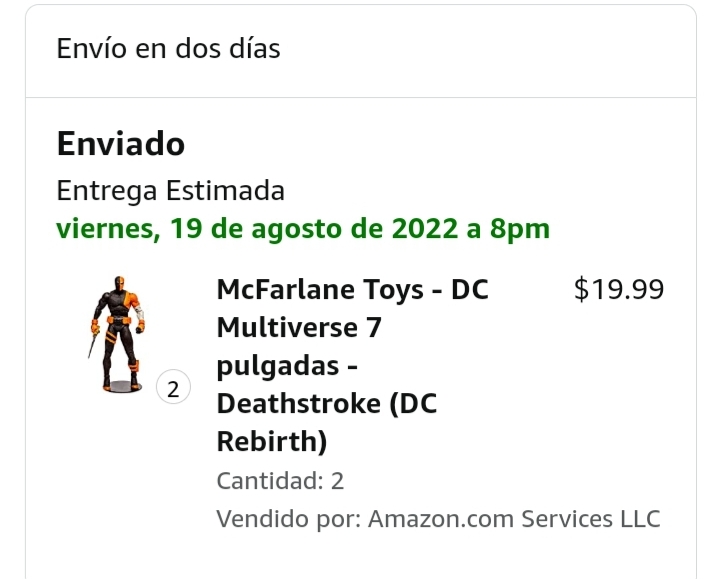 Envío en dos días
Enviado
Entrega Estimada
viernes, 19 de agosto de 2022 a 8pm
McFarlane Toys - DC $19.99
Multiverse 7
pulgadas -
Deathstroke (DC
2
Rebirth)
Cantidad: 2
Vendido por: Amazon.com Services LLC